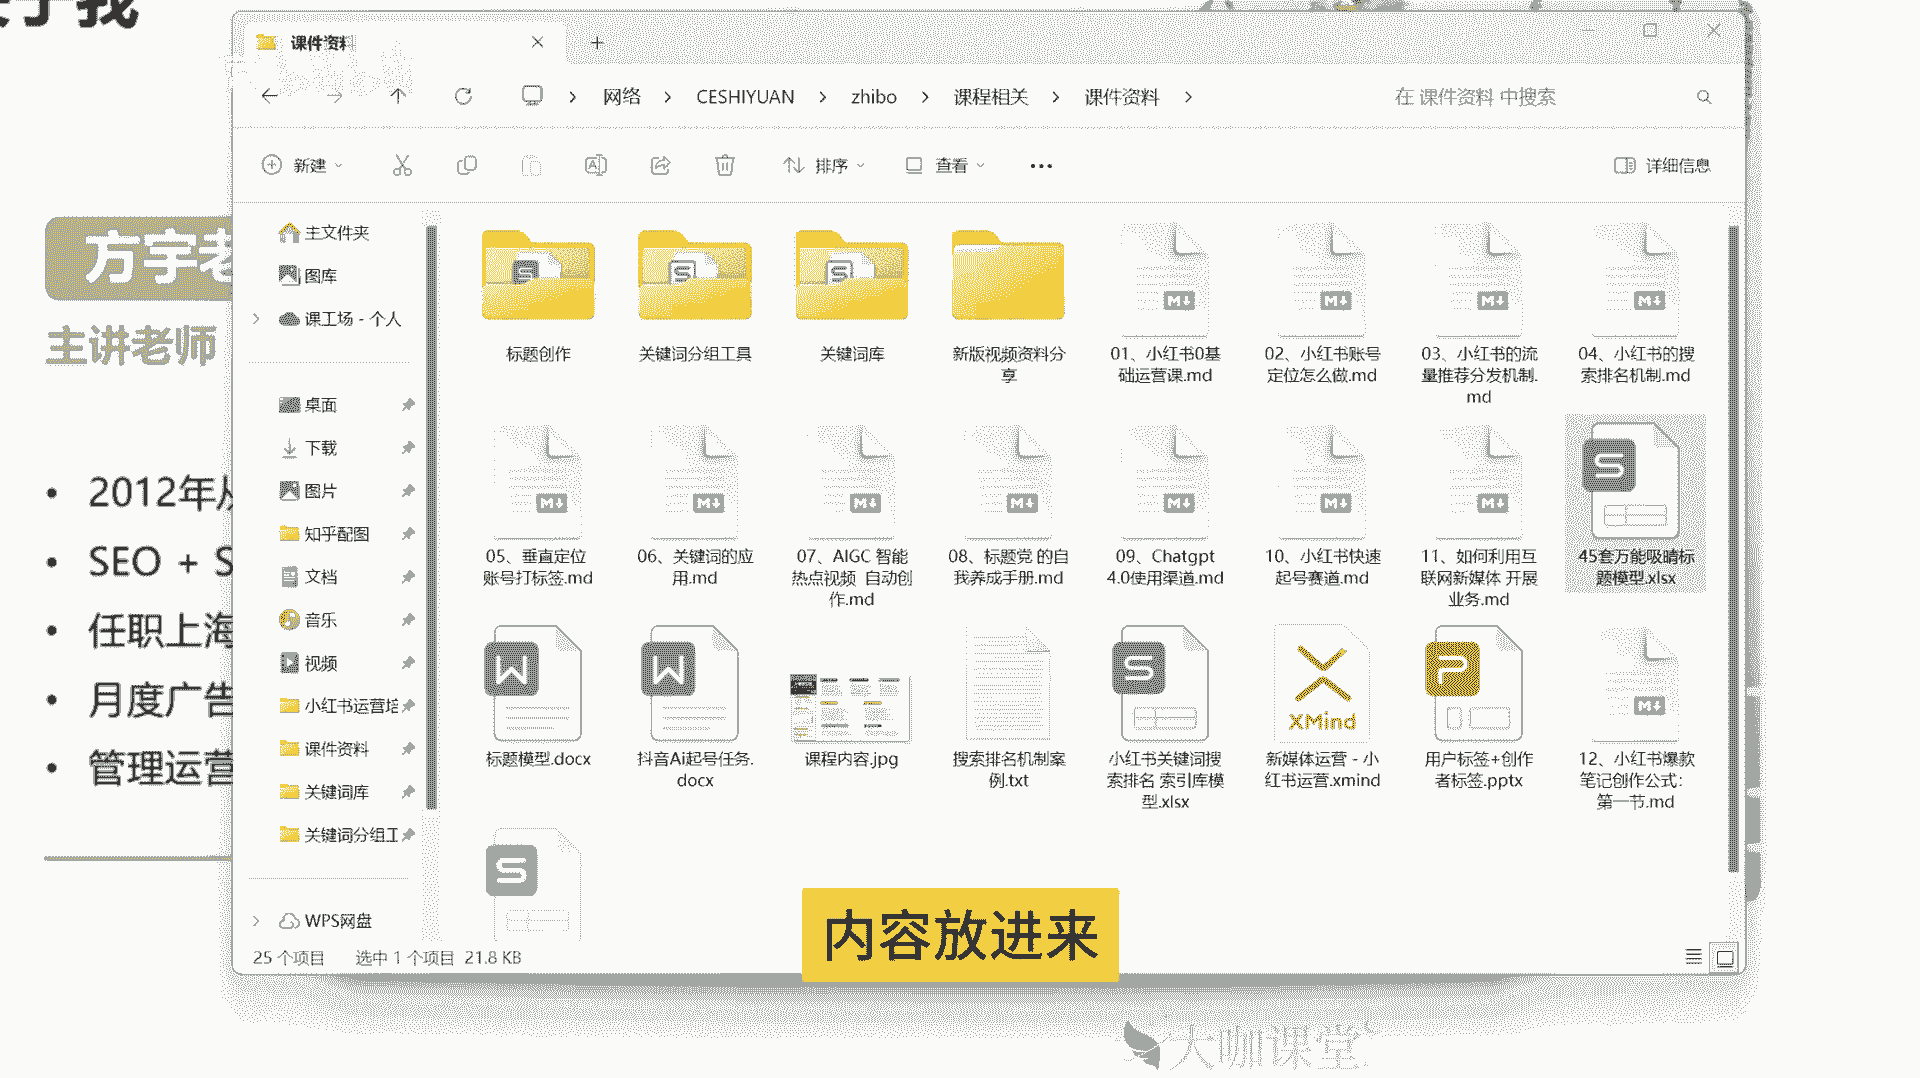 关于我
课件资料
网络
CESHIYUAN
zhibo
课程相关
课件资料
在 课件资料 中搜索
新建
排序
查看
详细信息
方宇老
主讲老师
2012年从
SEO + S
任职上海
月度广告
管理运营
主文件夹
图库
课工场 - 个人
桌面
下载
图片
知乎配图
文档
音乐
视频
小红书运营培
课件资料
关键词库
关键词分组工
WPS网盘
标题创作
关键词分组工具
关键词库
新版视频资料分
享
01、小红书0基
础运营课.md
02、小红书账号
定位怎么做.md
03、小红书的流
量推荐分发机制.
md
04、小红书的搜
索排名机制.md
05、垂直定位
账号打标签.md
06、关键词的应
用.md
07、AIGC 智能
热点视频 自动创
作.md
08、标题党 的自
我养成手册.md
09、Chatgpt
4.0使用渠道.md
10、小红书快速
起号赛道.md
11、如何利用互
联网新媒体 开展
业务.md
45套万能吸睛标
题模型.xlsx
标题模型.docx
抖音Ai起号任务.
docx
课程内容.jpg
搜索排名机制案
例.txt
小红书关键词搜
索排名 索引库模
型.xlsx
XMind
新媒体运营 - 小
红书运营.xmind
用户标签+创作
者标签.pptx
12、小红书爆款
笔记创作公式：
第一节.md
25 个项目
选中 1 个项目 21.8 KB
内容放进来
大咖课堂